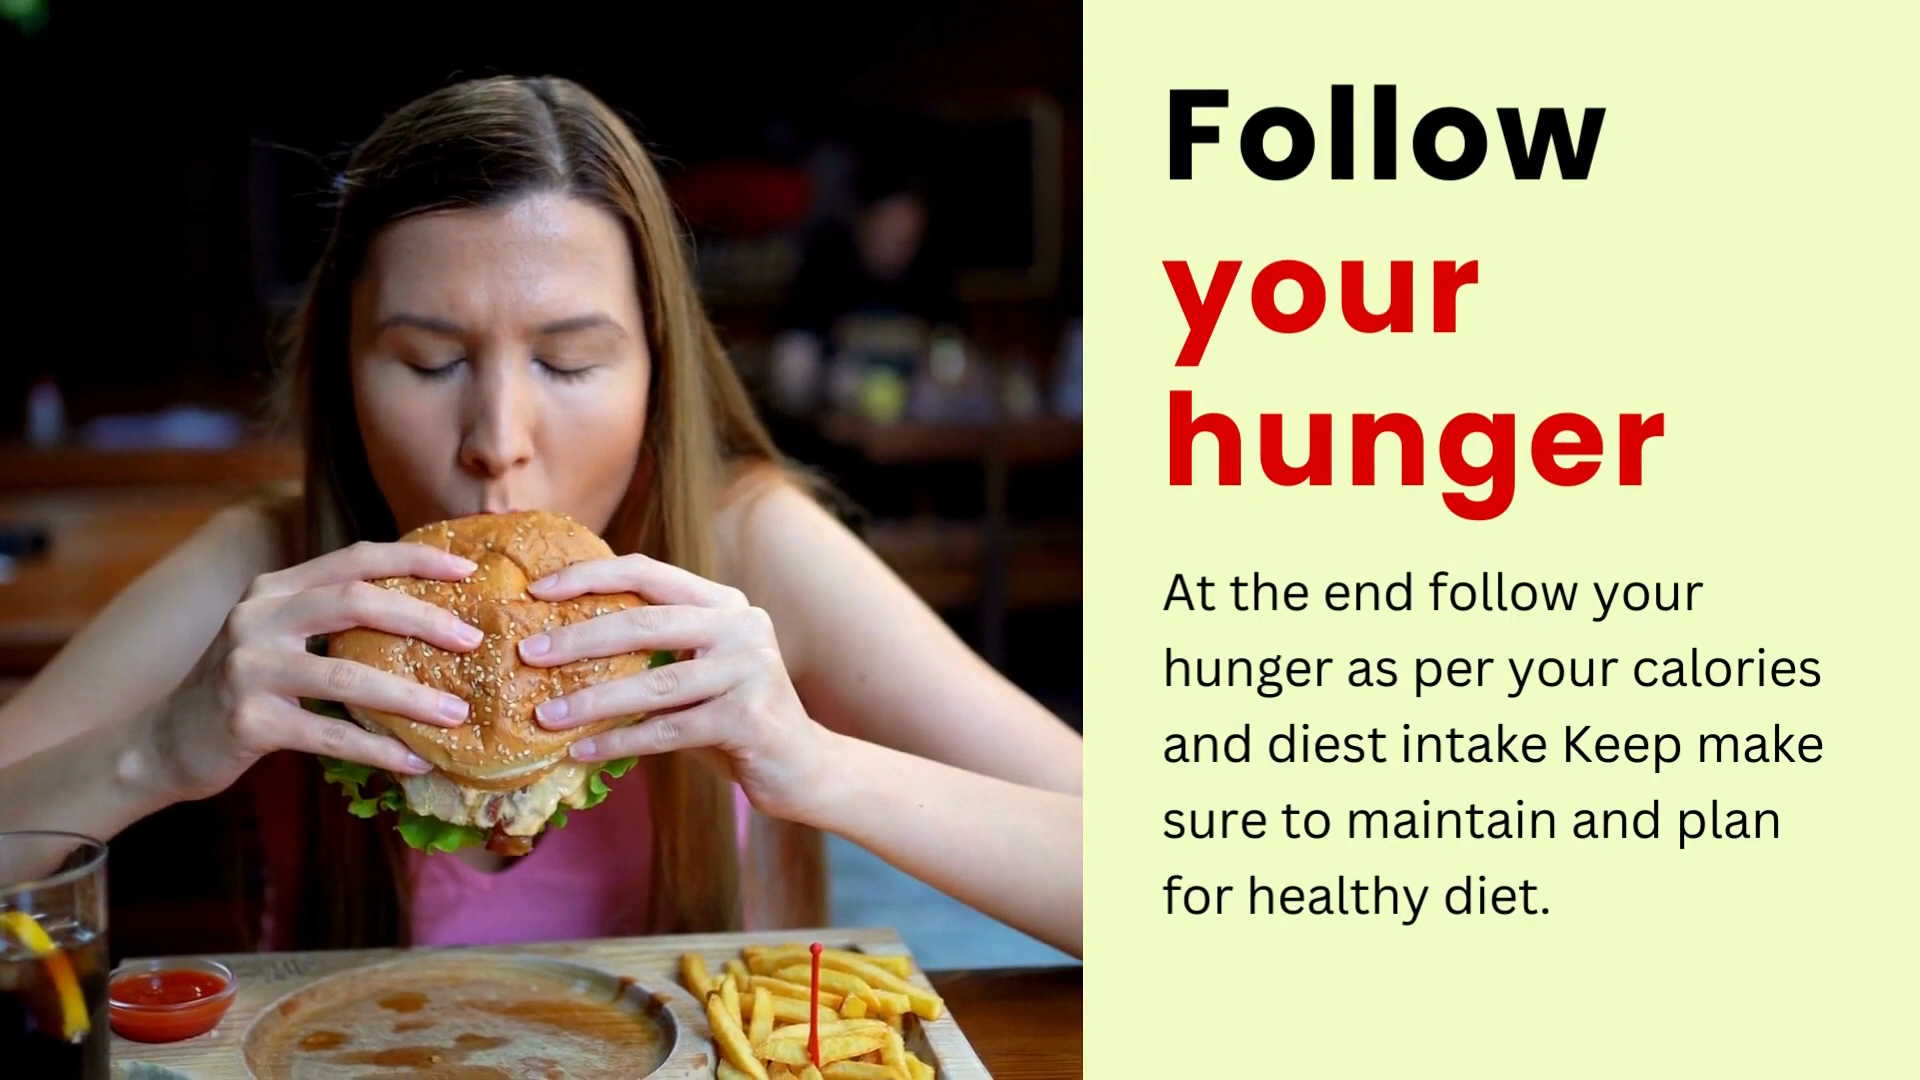 Follow
your
hunger
At the end follow your
hunger as per your calories
and diest intake Keep make
sure to maintain and plan
for healthy diet.